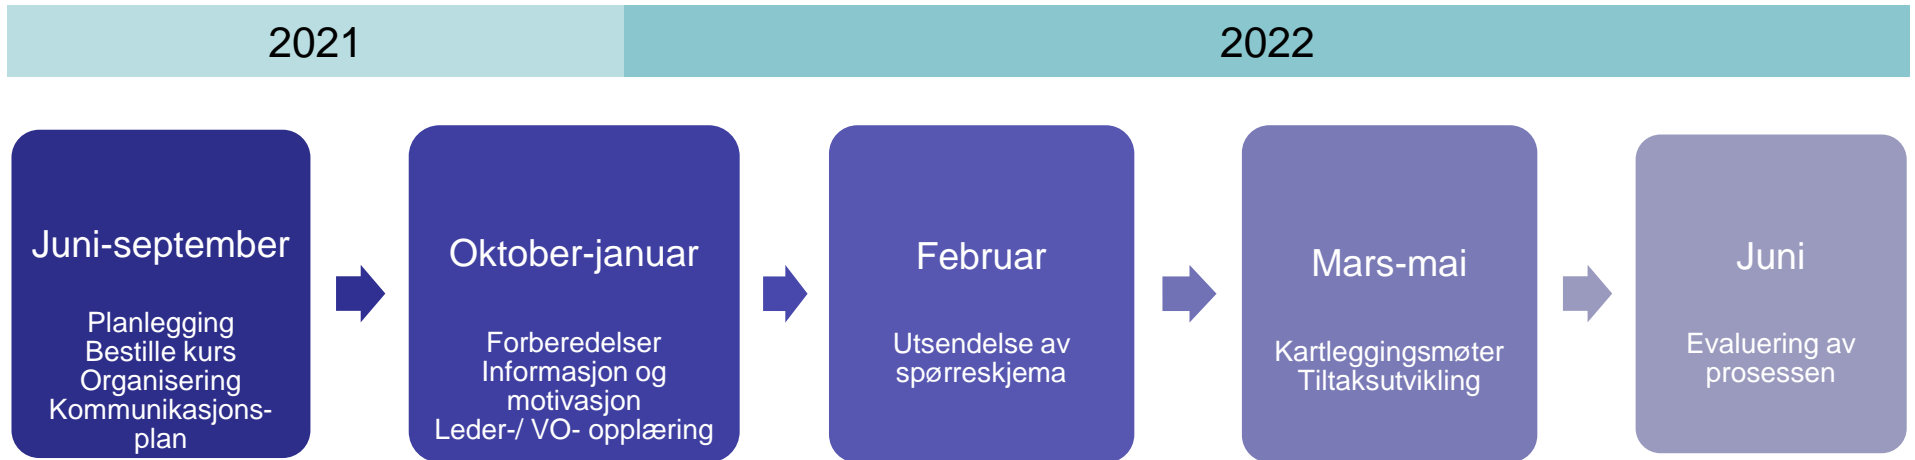 2021
2022
Juni-september
Planlegging
Bestille kurs
Organisering
Kommunikasjons-
plan
Oktober-januar
Forberedelser
Informasjon og
motivasjon
Leder-/ VO- opplæring
Februar
Utsendelse av
spørreskjema
Mars-mai
Kartleggingsmøter
Tiltaksutvikling
Juni
Evaluering av
prosessen